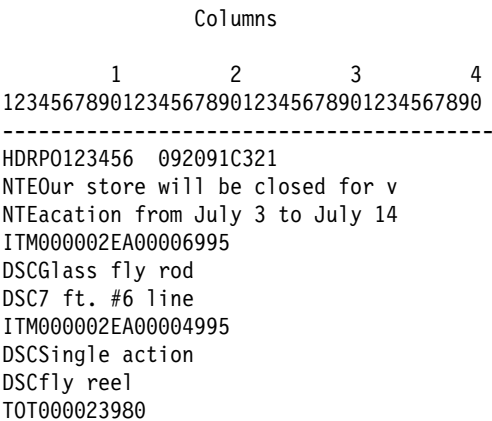 Columns
1 2 3 4
1234567890123456789012345678901234567890
-----------------------------------------
HDRPO123456  092091C321
NTEOur store will be closed for v
NTEacation from July 3 to July 14
ITM000002EA00006995
DSCGlass fly rod
DSC7 ft. #6 line
ITM000002EA00004995
DSCSingle action
DSCfly reel
TOT000023980